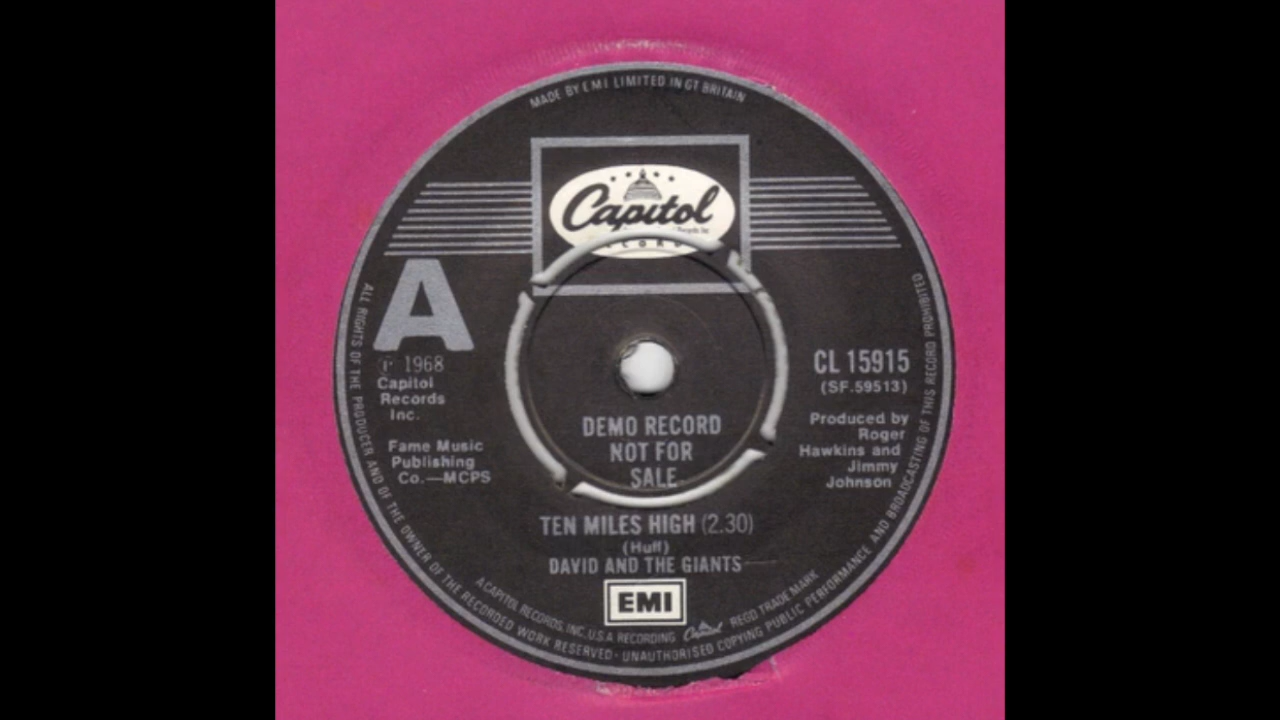 MADE BY EMI LIMITED IN GT BRITAIN
Capitol
Records
A
℗ 1968
Capitol
Records
Inc.
Fame Music
Publishing
Co.—MCPS
CL 15915
(SF.59513)
Produced by
Roger
Hawkins and
Jimmy
Johnson
DEMO RECORD
NOT FOR
SALE
TEN MILES HIGH (2.30)
(Huff)
DAVID AND THE GIANTS
EMI
A CAPITOL RECORDS, INC. U.S.A RECORDING Capitol REGD TRADE MARK
ALL RIGHTS OF THE PRODUCER AND OF THE OWNER OF THE RECORDED WORK RESERVED · UNAUTHORISED COPYING PUBLIC PERFORMANCE AND BROADCASTING OF THIS RECORD PROHIBITED